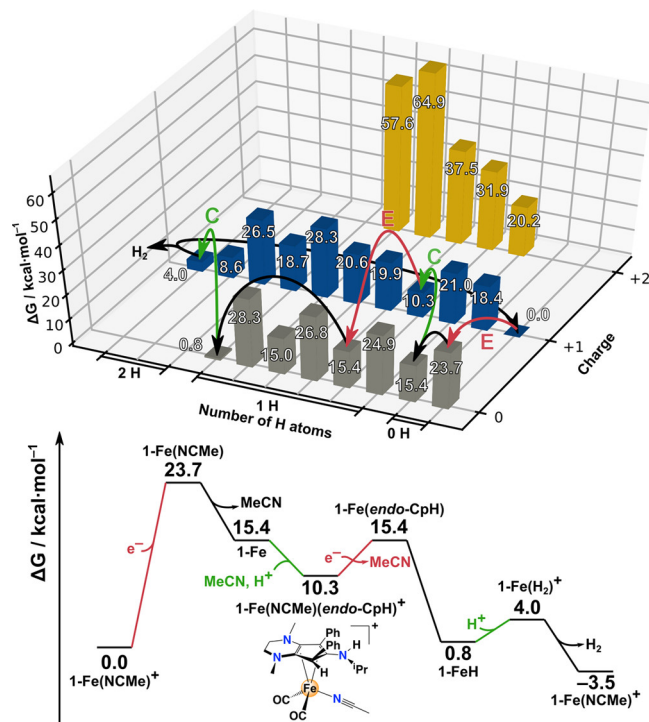 64.9
57.6
37.5
31.9
20.2
60
50
40
30
20
10
0
ΔG / kcal·mol⁻¹
C
E
C
E
H₂
4.0
8.6
26.5
18.7
28.3
20.6
19.9
10.3
21.0
18.4
0.0
0.8
28.3
15.0
26.8
15.4
24.9
15.4
23.7
+2
+1
0
Charge
2 H
1 H
0 H
Number of H atoms
ΔG / kcal·mol⁻¹
1-Fe(NCMe)
23.7
e⁻
MeCN
15.4
1-Fe
MeCN, H⁺
10.3
1-Fe(NCMe)(endo-CpH)⁺
1-Fe(endo-CpH)
15.4
e⁻
MeCN
0.8
1-FeH
H⁺
1-Fe(H₂)⁺
4.0
H₂
–3.5
1-Fe(NCMe)⁺
0.0
1-Fe(NCMe)⁺
N
N
Ph
Ph
+
H
N
iPr
H
Fe
OC
OC
N